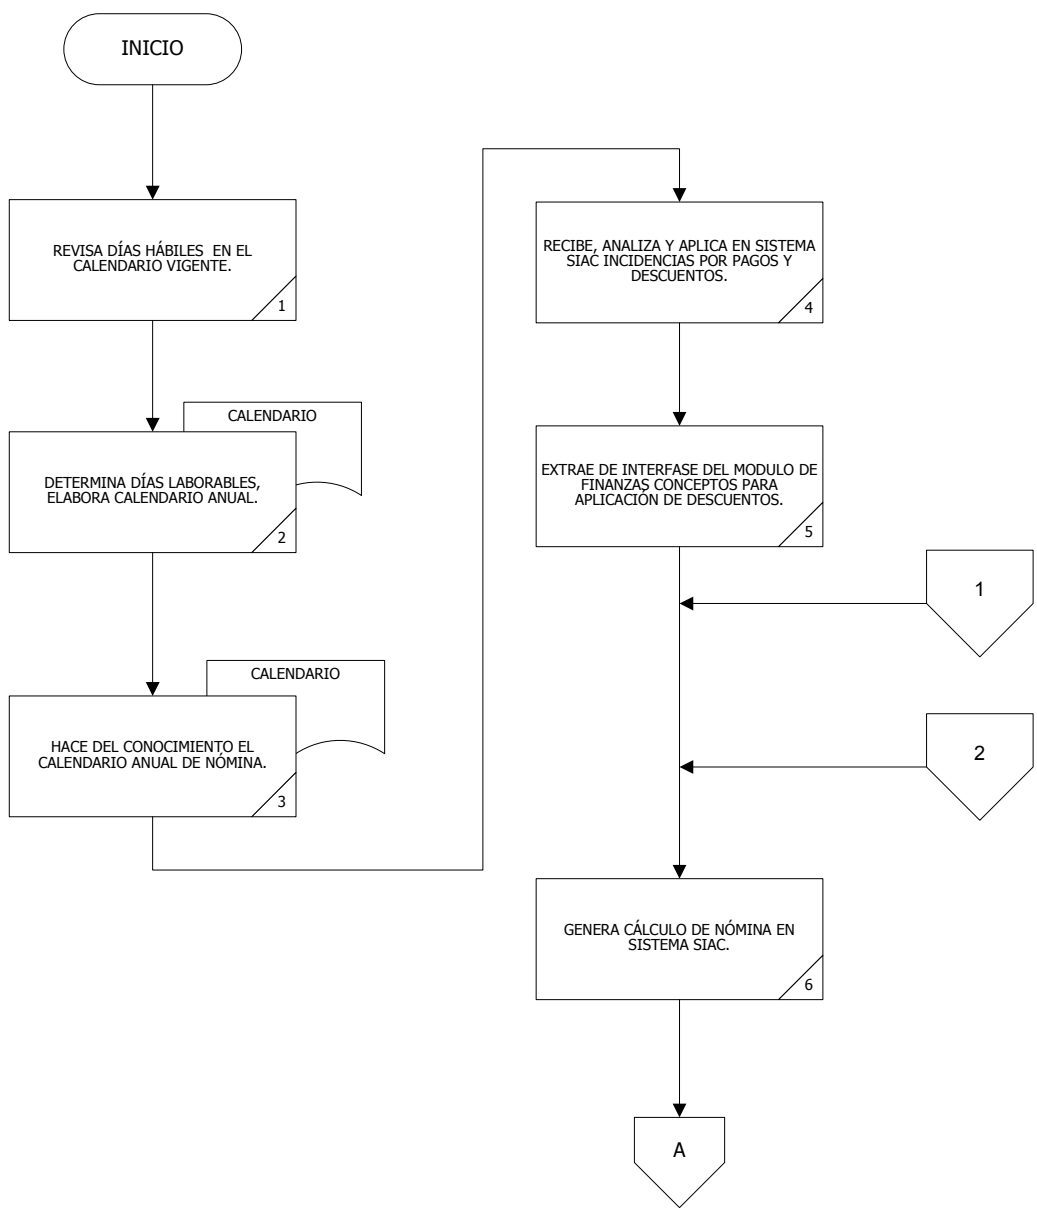 INICIO
REVISA DÍAS HÁBILES EN EL
CALENDARIO VIGENTE.
1
CALENDARIO
DETERMINA DÍAS LABORABLES,
ELABORA CALENDARIO ANUAL.
2
CALENDARIO
HACE DEL CONOCIMIENTO EL
CALENDARIO ANUAL DE NÓMINA.
3
RECIBE, ANALIZA Y APLICA EN SISTEMA
SIAC INCIDENCIAS POR PAGOS Y
DESCUENTOS.
4
EXTRAE DE INTERFASE DEL MODULO DE
FINANZAS CONCEPTOS PARA
APLICACIÓN DE DESCUENTOS.
5
1
2
GENERA CÁLCULO DE NÓMINA EN
SISTEMA SIAC.
6
A